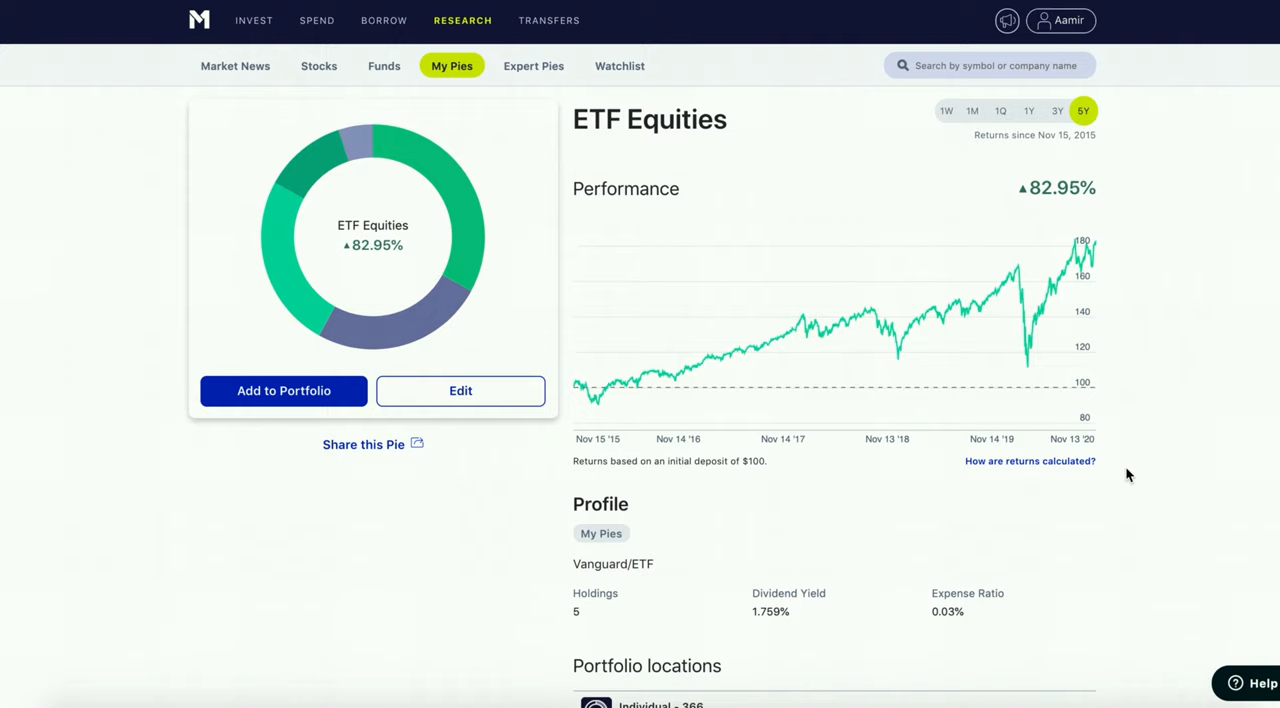 M INVEST SPEND BORROW RESEARCH TRANSFERS Aamir
Market News Stocks Funds My Pies Expert Pies Watchlist Search by symbol or company name
ETF Equities
▲82.95%
Add to Portfolio Edit
Share this Pie
ETF Equities
1W 1M 1Q 1Y 3Y 5Y
Returns since Nov 15, 2015
Performance ▲82.95%
180
160
140
120
100
80
Nov 15 '15 Nov 14 '16 Nov 14 '17 Nov 13 '18 Nov 14 '19 Nov 13 '20
Returns based on an initial deposit of $100. How are returns calculated?
Profile
My Pies
Vanguard/ETF
Holdings Dividend Yield Expense Ratio
5 1.759% 0.03%
Portfolio locations
Individual - 366
Help